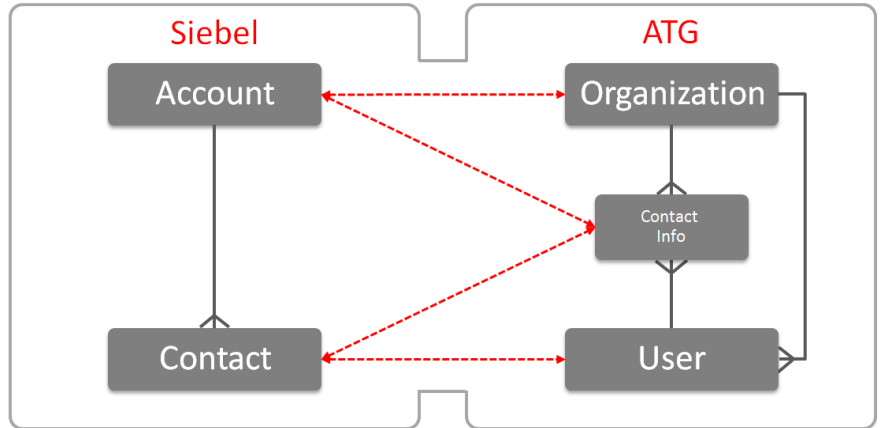 Siebel
ATG
Account
Organization
Contact
Info
Contact
User